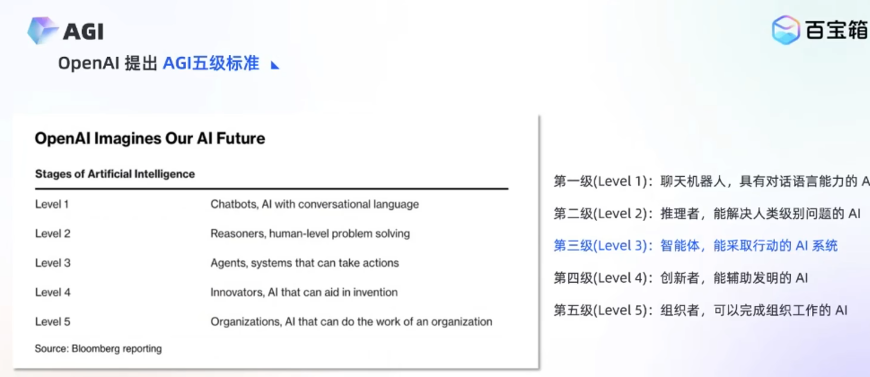 AGI
百宝箱
OpenAI 提出 AGI五级标准
OpenAI Imagines Our AI Future
Stages of Artificial Intelligence
Level 1 Chatbots, AI with conversational language
Level 2 Reasoners, human-level problem solving
Level 3 Agents, systems that can take actions
Level 4 Innovators, AI that can aid in invention
Level 5 Organizations, AI that can do the work of an organization
Source: Bloomberg reporting
第一级(Level 1)：聊天机器人，具有对话语言能力的 A
第二级(Level 2)：推理者，能解决人类级别问题的 AI
第三级(Level 3)：智能体，能采取行动的 AI 系统
第四级(Level 4)：创新者，能辅助发明的 AI
第五级(Level 5)：组织者，可以完成组织工作的 AI